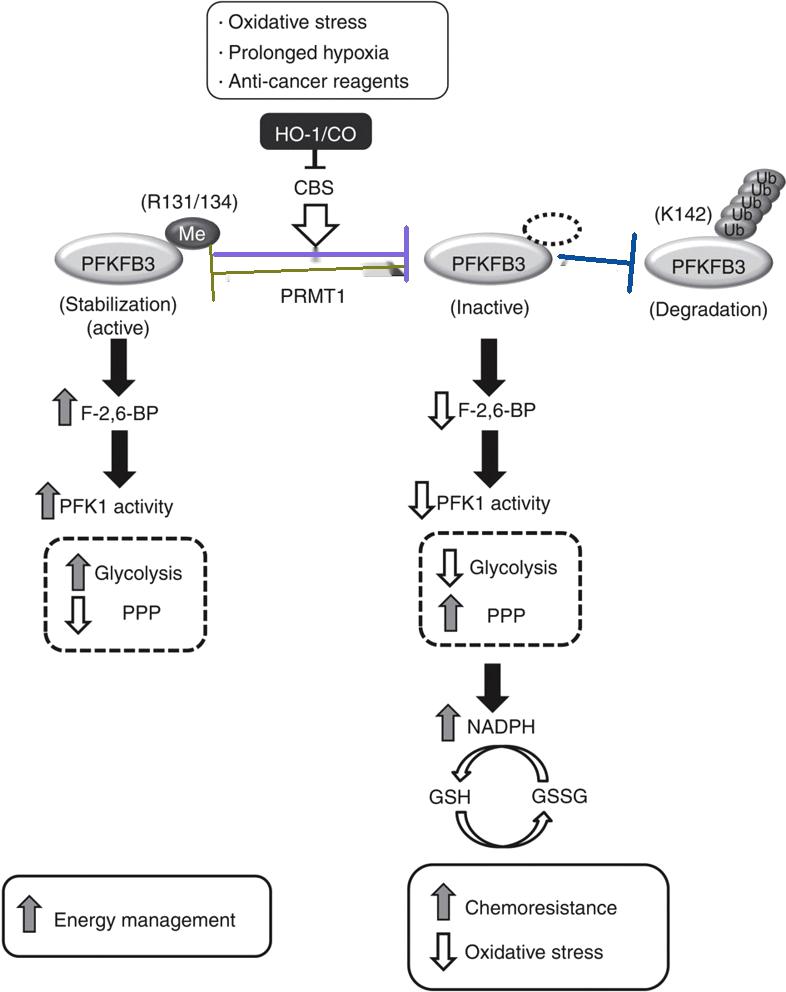 · Oxidative stress
· Prolonged hypoxia
· Anti-cancer reagents
HO-1/CO
CBS
(R131/134)
Me
PFKFB3
(Stabilization)
(active)
PRMT1
PFKFB3
(Inactive)
(K142)
Ub
Ub
Ub
Ub
Ub
PFKFB3
(Degradation)
F-2,6-BP
F-2,6-BP
PFK1 activity
PFK1 activity
Glycolysis
PPP
Glycolysis
PPP
NADPH
GSH
GSSG
Energy management
Chemoresistance
Oxidative stress